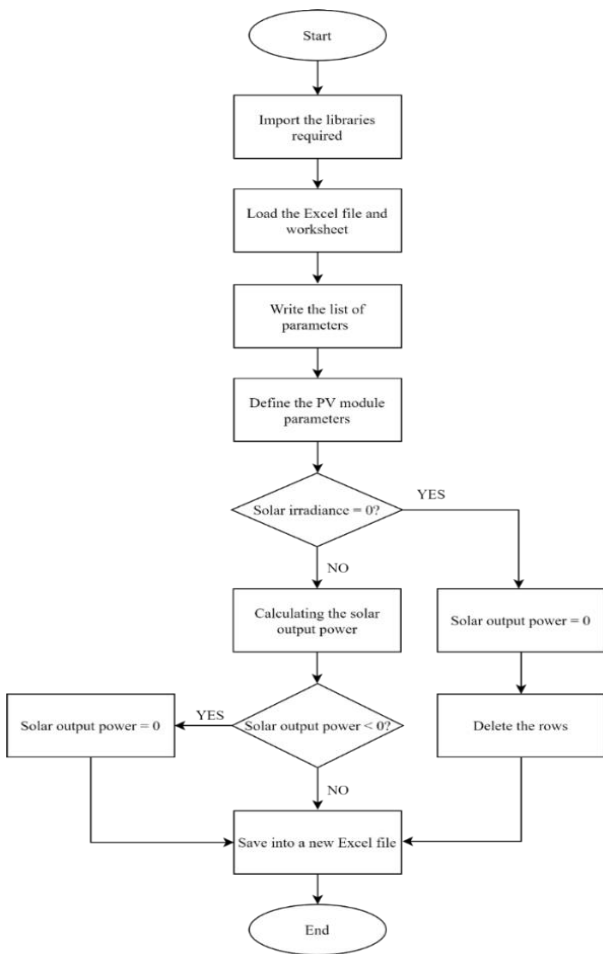 Start
Import the libraries
required
Load the Excel file and
worksheet
Write the list of
parameters
Define the PV module
parameters
Solar irradiance = 0?
YES
NO
Calculating the solar
output power
Solar output power = 0
Solar output power = 0
YES
Solar output power < 0?
Delete the rows
NO
Save into a new Excel file
End